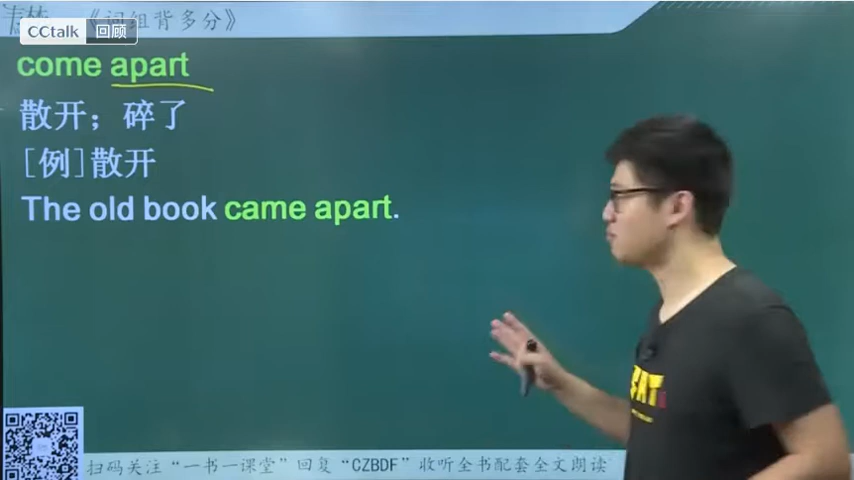 《词组背多分》
CCtalk 回顾
come apart
散开；碎了
[例]散开
The old book came apart.
扫码关注“一书一课堂”回复“CZBDF”收听全书配套全文朗读